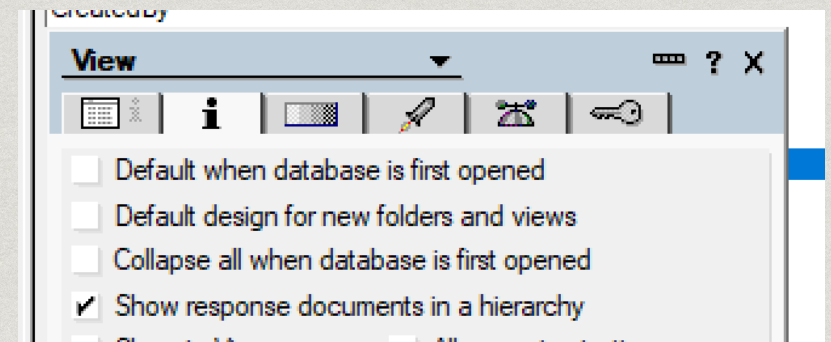 CreatedBy
View
? X
i
Default when database is first opened
Default design for new folders and views
Collapse all when database is first opened
Show response documents in a hierarchy